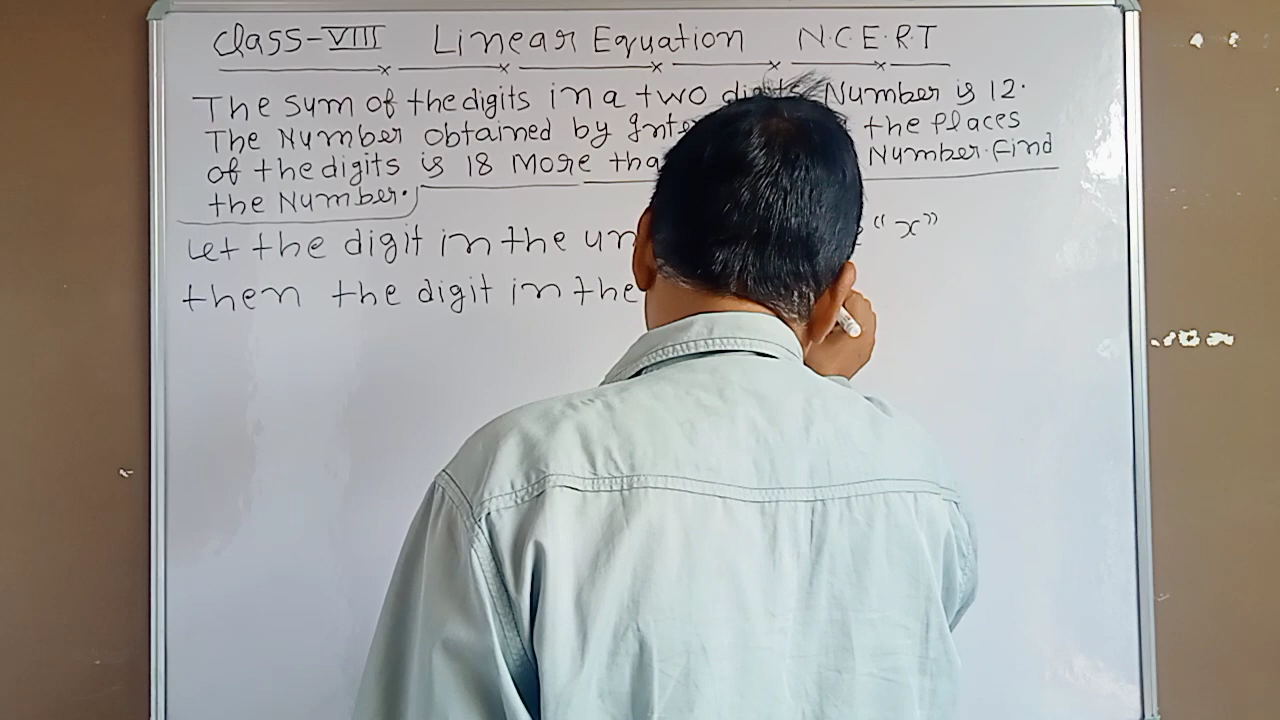 Class-VIII Linear Equation N.C.E.R.T
The sum of the digits in a two digits Number is 12.
The Number obtained by the Places
of the digits is 18 More Number. Find
the Number.
Let the digit in the "x"
then the digit in the